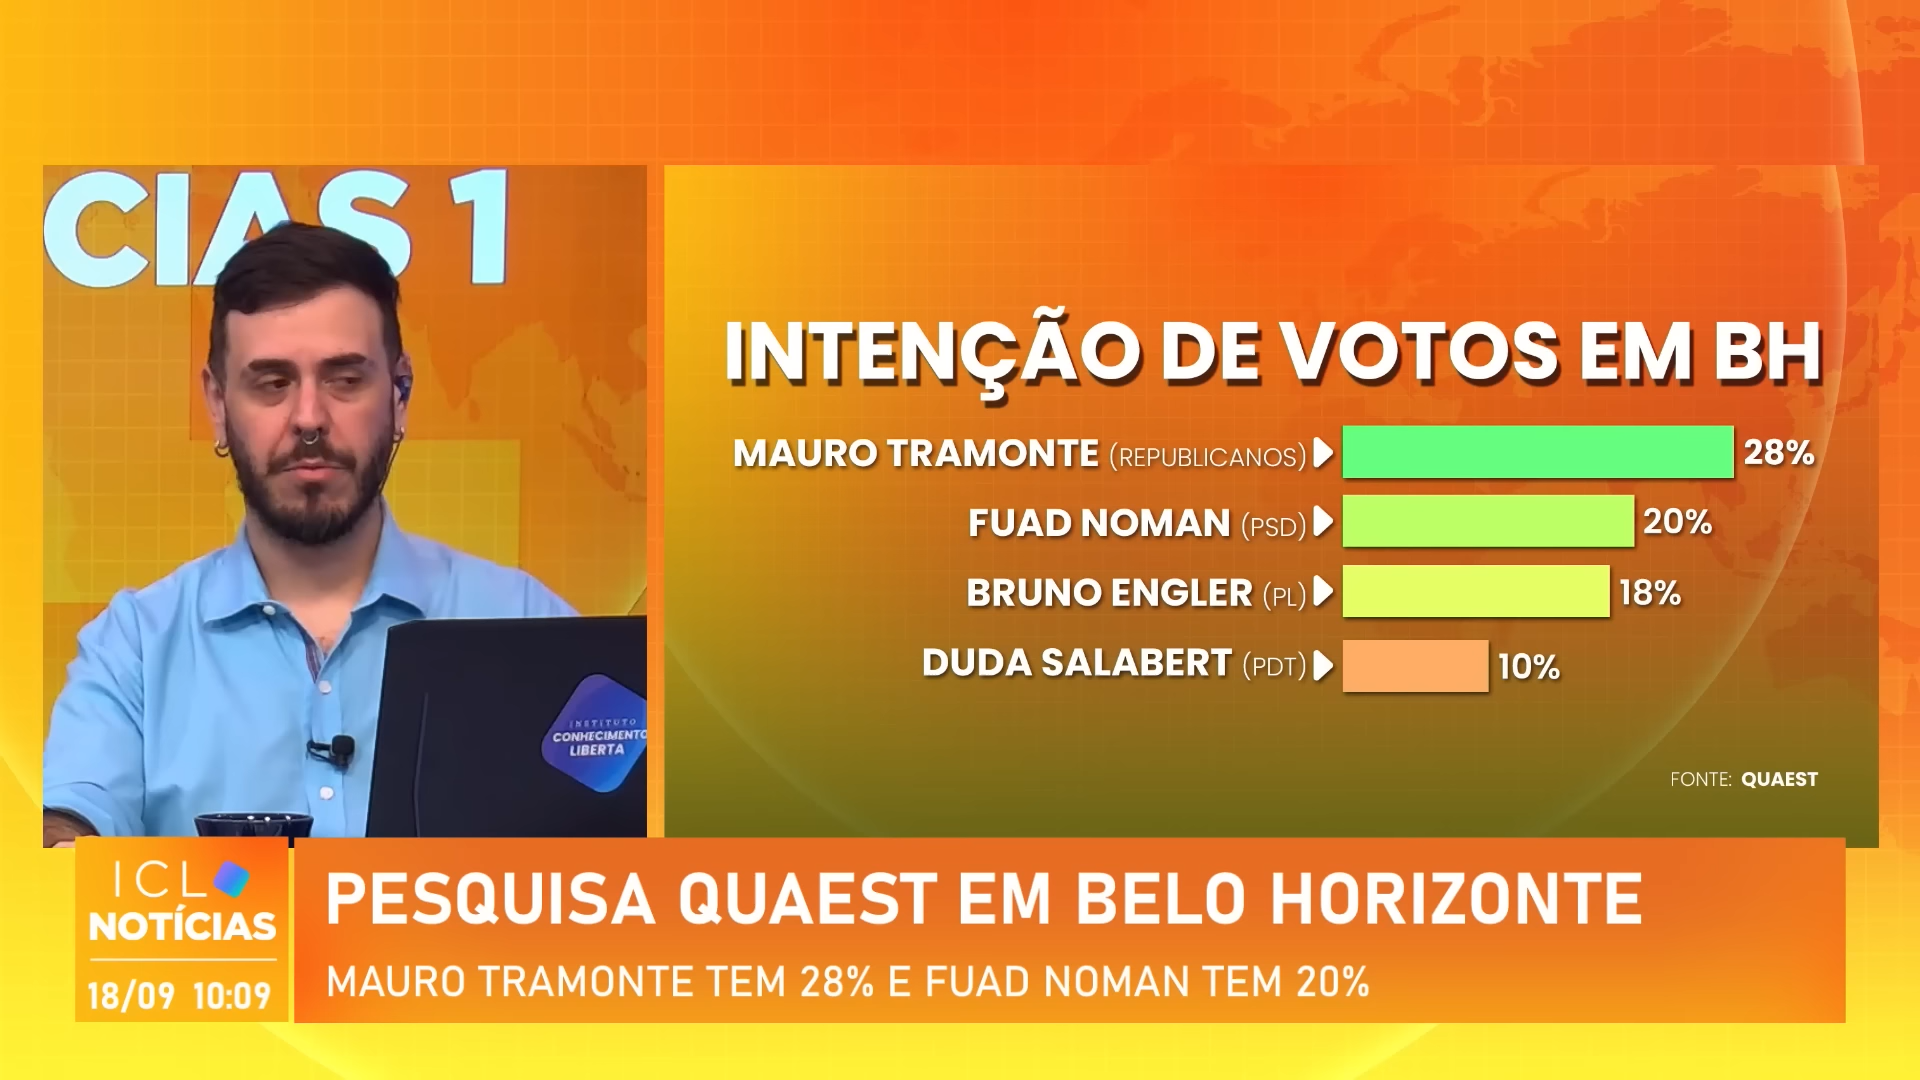 CIAS 1
INSTITUTO
CONHECIMENTO
LIBERTA
INTENÇÃO DE VOTOS EM BH
MAURO TRAMONTE (REPUBLICANOS) 28%
FUAD NOMAN (PSD) 20%
BRUNO ENGLER (PL) 18%
DUDA SALABERT (PDT) 10%
FONTE: QUAEST
ICL
NOTÍCIAS
18/09 10:09
PESQUISA QUAEST EM BELO HORIZONTE
MAURO TRAMONTE TEM 28% E FUAD NOMAN TEM 20%